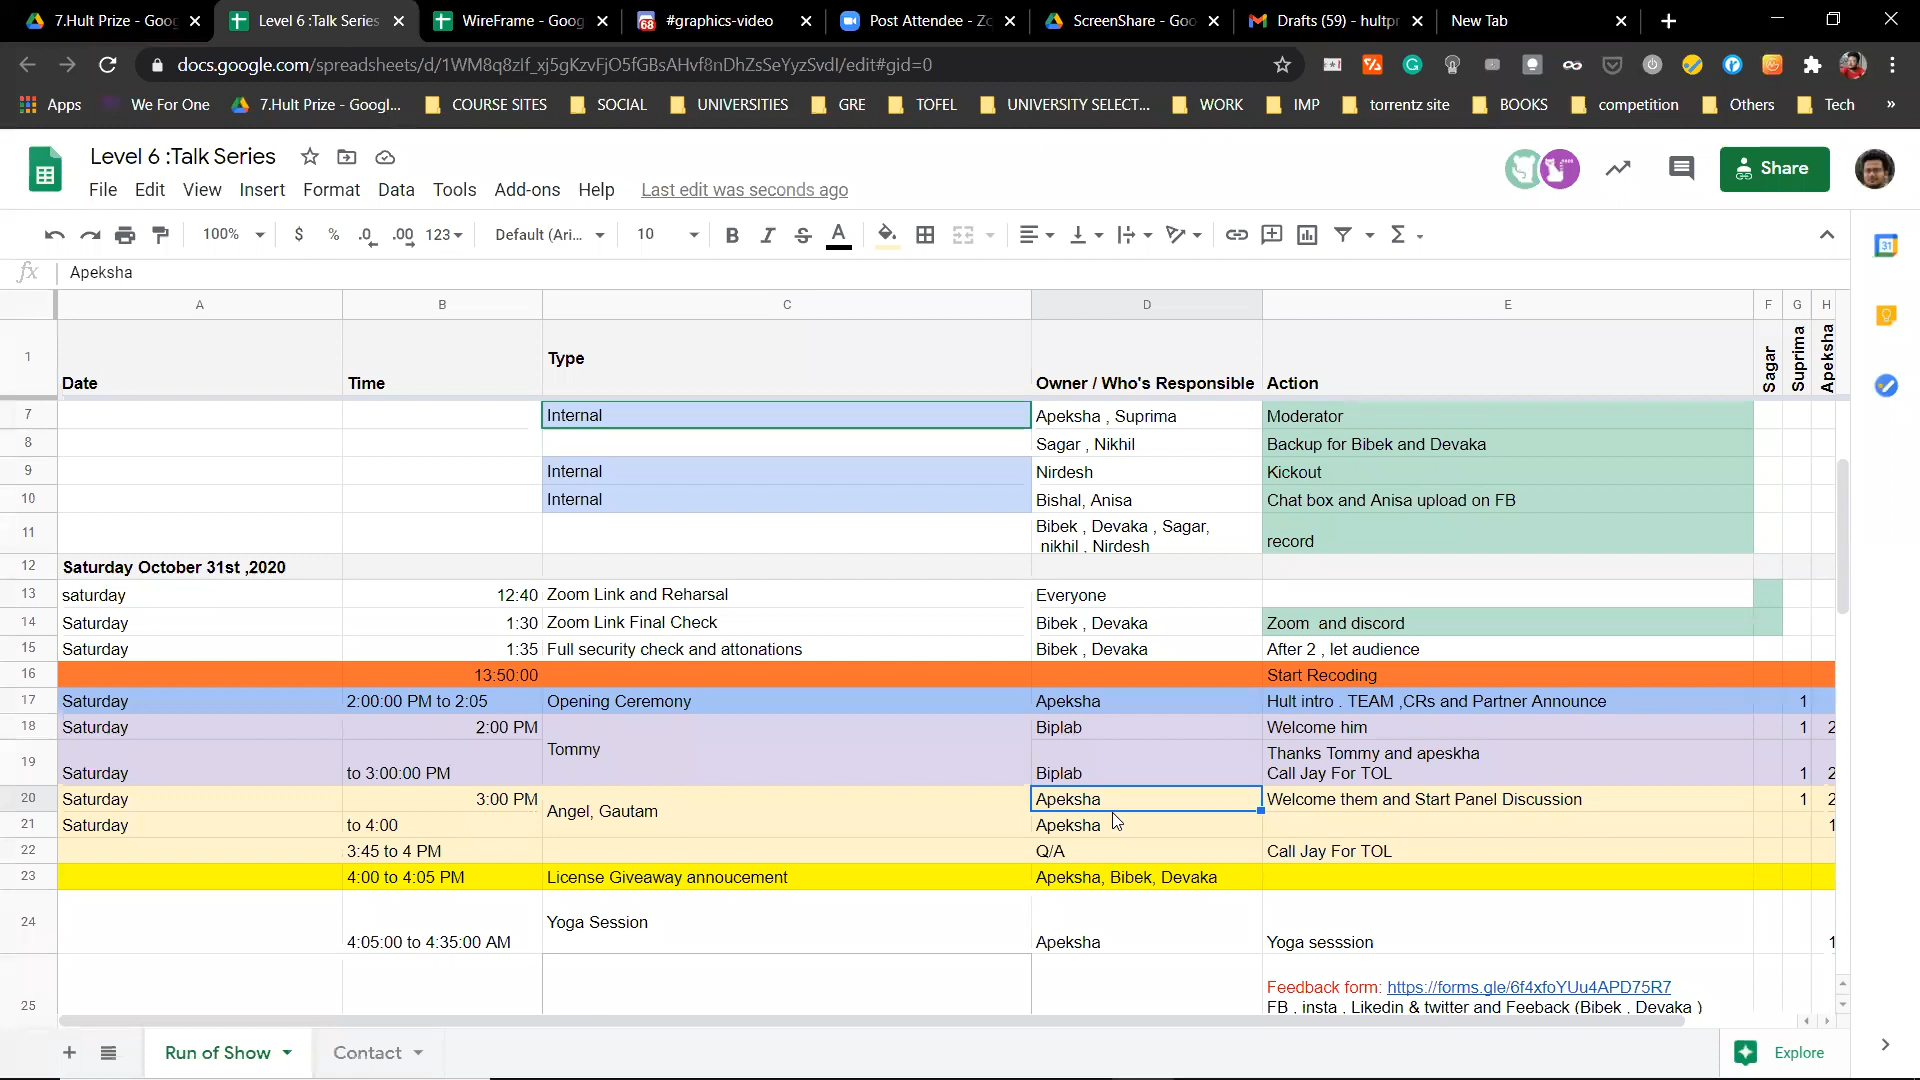 7.Hult Prize - Goog
Level 6 :Talk Series
WireFrame - Goog
68
#graphics-video
Post Attendee - Zo
ScreenShare - Goo
Drafts (59) - hultpr
New Tab
docs.google.com/spreadsheets/d/1WM8q8zlf_xj5gKzvFjO5fGBsAHvf8nDhZsSeYyzSvdI/edit#gid=0
Apps
We For One
7.Hult Prize - Googl...
COURSE SITES
SOCIAL
UNIVERSITIES
GRE
TOFEL
UNIVERSITY SELECT...
WORK
IMP
torrentz site
BOOKS
competition
Others
Tech
»
Level 6 :Talk Series
File Edit View Insert Format Data Tools Add-ons Help Last edit was seconds ago
Share
100% $ % .0 .00 123 Default (Ari... 10 B I S A Σ
31
fx Apeksha
A B C D E F G H
1 Date Time Type Owner / Who's Responsible Action Sagar Suprima Apeksha
7 Internal Apeksha , Suprima Moderator
8 Sagar , Nikhil Backup for Bibek and Devaka
9 Internal Nirdesh Kickout
10 Internal Bishal, Anisa Chat box and Anisa upload on FB
11 Bibek , Devaka , Sagar,
nikhil , Nirdesh record
12 Saturday October 31st ,2020
13 saturday 12:40 Zoom Link and Reharsal Everyone
14 Saturday 1:30 Zoom Link Final Check Bibek , Devaka Zoom and discord
15 Saturday 1:35 Full security check and attonations Bibek , Devaka After 2 , let audience
16 13:50:00 Start Recoding
17 Saturday 2:00:00 PM to 2:05 Opening Ceremony Apeksha Hult intro . TEAM ,CRs and Partner Announce 1
18 Saturday 2:00 PM Biplab Welcome him 1 2
Tommy
Thanks Tommy and apeskha
19 Saturday to 3:00:00 PM Biplab Call Jay For TOL 1 2
20 Saturday 3:00 PM Apeksha Welcome them and Start Panel Discussion 1 2
Angel, Gautam
21 Saturday to 4:00 Apeksha 1
22 3:45 to 4 PM Q/A Call Jay For TOL
23 4:00 to 4:05 PM License Giveaway annoucement Apeksha, Bibek, Devaka
24 Yoga Session
4:05:00 to 4:35:00 AM Apeksha Yoga sesssion 1
25 Feedback form: https://forms.gle/6f4xfoYUu4APD75R7
FB , insta , Likedin & twitter and Feeback (Bibek , Devaka )
Run of Show
Contact
Explore